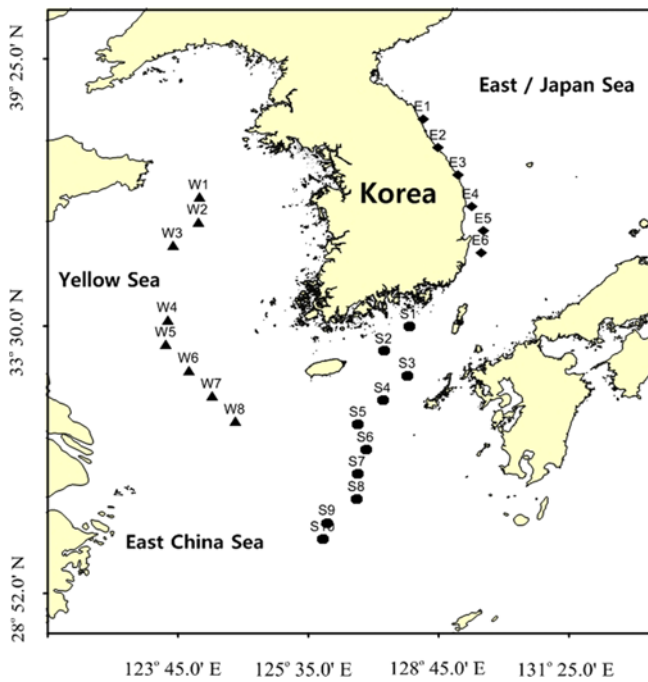 39° 25.0' N
East / Japan Sea
E1
E2
E3
Korea
W1
E4
W2
E5
W3
E6
Yellow Sea
W4
S1
33° 30.0' N
W5
S2
W6
S3
W7
S4
W8
S5
S6
S7
S8
S9
East China Sea
S10
28° 52.0' N
123° 45.0' E
125° 35.0' E
128° 45.0' E
131° 25.0' E